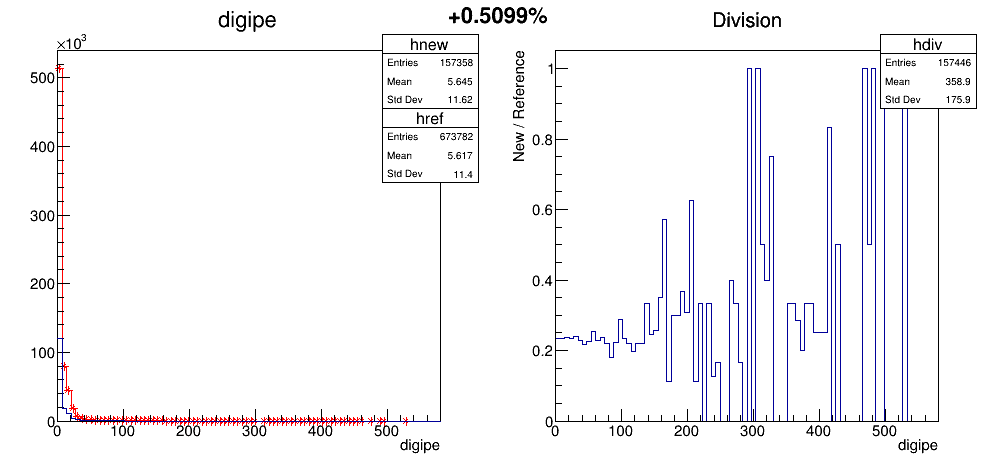 +0.5099%
digipe
×10³
hnew
Entries 157358
Mean 5.645
Std Dev 11.62
href
Entries 673782
Mean 5.617
Std Dev 11.4
500
400
300
200
100
0
0 100 200 300 400 500
digipe
Division
New / Reference
hdiv
Entries 157446
Mean 358.9
Std Dev 175.9
1
0.8
0.6
0.4
0.2
0
0 100 200 300 400 500
digipe